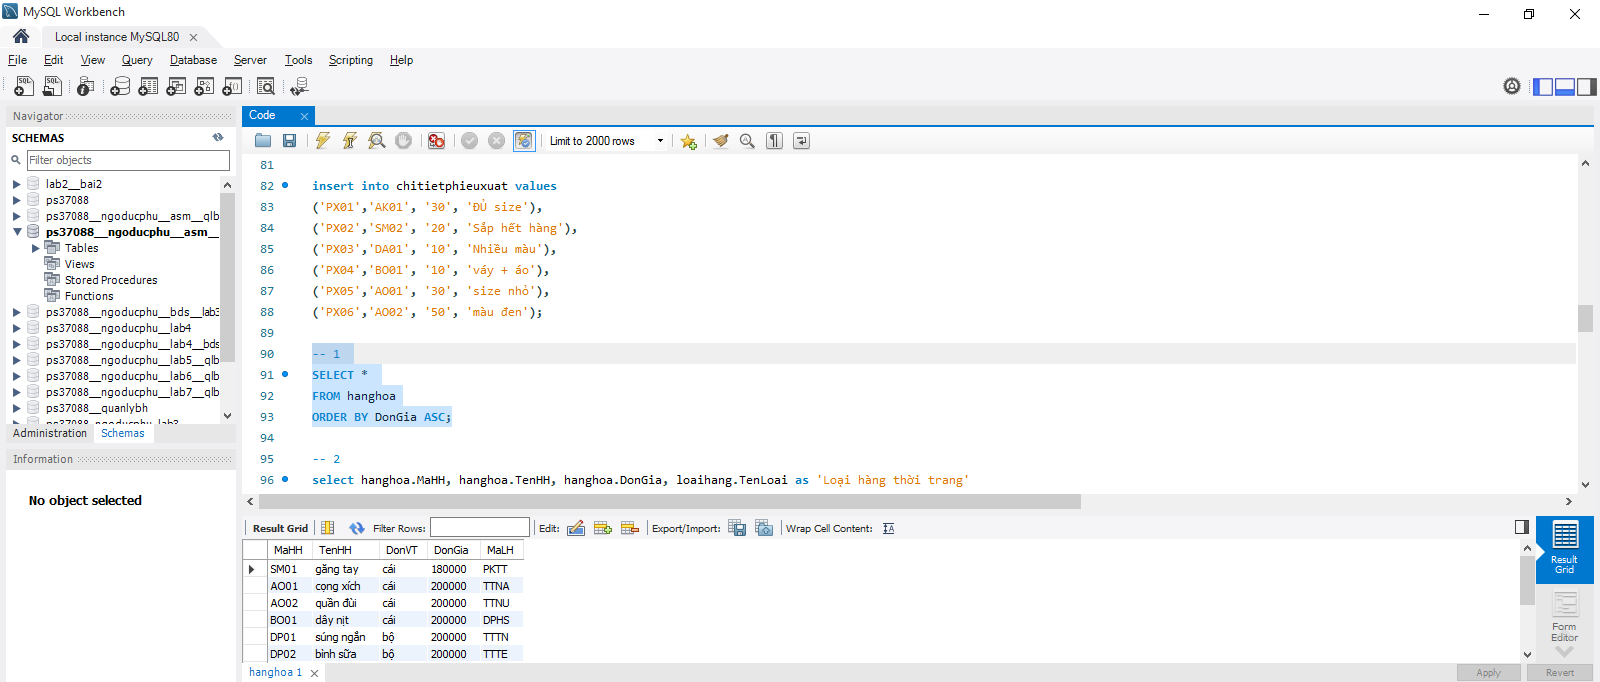 MySQL Workbench
Local instance MySQL80
File Edit View Query Database Server Tools Scripting Help
Navigator
SCHEMAS
Filter objects
lab2__bai2
ps37088
ps37088__ngoducphu__asm__qlb
ps37088__ngoducphu__asm__
Tables
Views
Stored Procedures
Functions
ps37088__ngoducphu__bds__lab3
ps37088__ngoducphu__lab4
ps37088__ngoducphu__lab4__bds
ps37088__ngoducphu__lab5__qlb
ps37088__ngoducphu__lab6__qlb
ps37088__ngoducphu__lab7__qlb
ps37088__quanlybh
Administration Schemas
Information
No object selected
Code
Limit to 2000 rows
81
82 insert into chitietphieuxuat values
83 ('PX01','AK01', '30', 'ĐỦ size'),
84 ('PX02','SM02', '20', 'Sắp hết hàng'),
85 ('PX03','DA01', '10', 'Nhiều màu'),
86 ('PX04','BO01', '10', 'váy + áo'),
87 ('PX05','AO01', '30', 'size nhỏ'),
88 ('PX06','AO02', '50', 'màu đen');
89
90 -- 1
91 SELECT *
92 FROM hanghoa
93 ORDER BY DonGia ASC;
94
95 -- 2
96 select hanghoa.MaHH, hanghoa.TenHH, hanghoa.DonGia, loaihang.TenLoai as 'Loại hàng thời trang'
Result Grid Filter Rows: Edit: Export/Import: Wrap Cell Content:
MaHH TenHH DonVT DonGia MaLH
SM01 găng tay cái 180000 PKTT
AO01 cọng xích cái 200000 TTNA
AO02 quần đùi cái 200000 TTNU
BO01 dây nịt cái 200000 DPHS
DP01 súng ngắn bộ 200000 TTTN
DP02 bình sữa bộ 200000 TTTE
Result
Grid
Form
Editor
hanghoa 1
Apply Revert